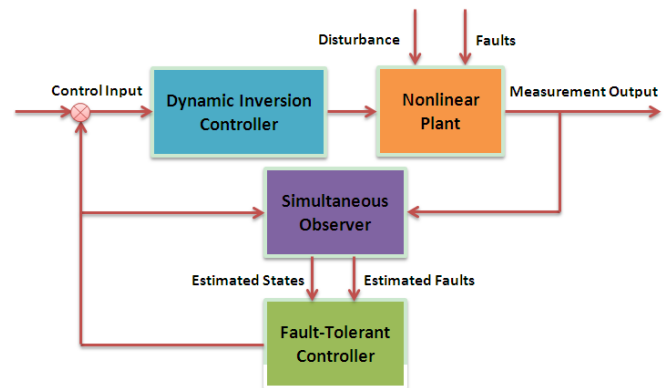 Disturbance
Faults
Control Input
Dynamic Inversion
Controller
Nonlinear
Plant
Measurement Output
Simultaneous
Observer
Estimated States
Estimated Faults
Fault-Tolerant
Controller